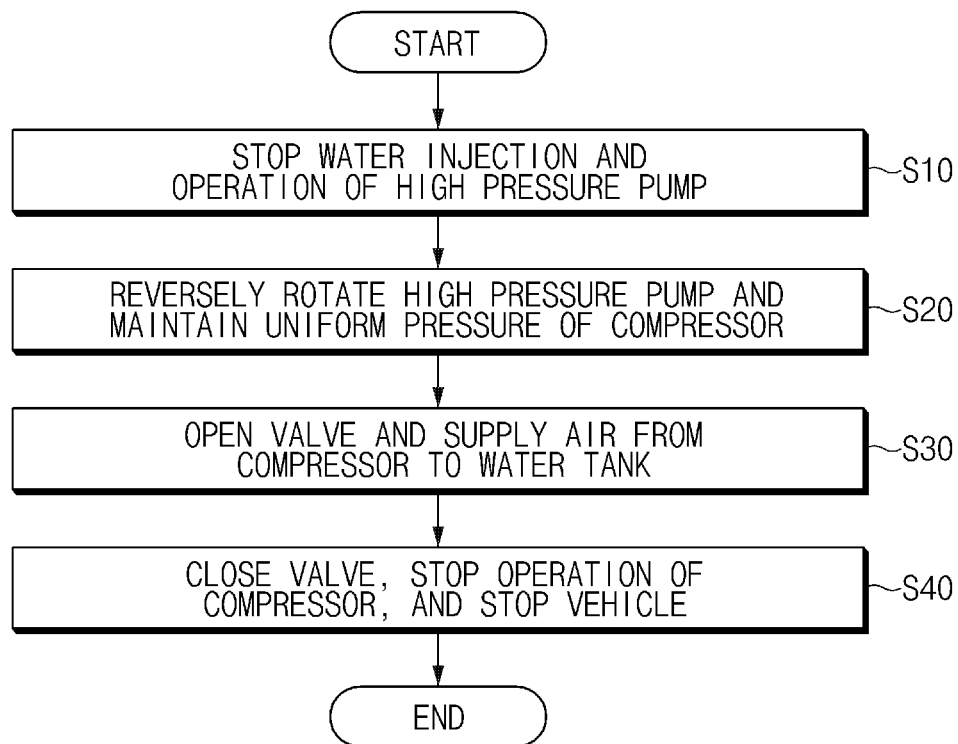 START
STOP WATER INJECTION AND
OPERATION OF HIGH PRESSURE PUMP
S10
REVERSELY ROTATE HIGH PRESSURE PUMP AND
MAINTAIN UNIFORM PRESSURE OF COMPRESSOR
S20
OPEN VALVE AND SUPPLY AIR FROM
COMPRESSOR TO WATER TANK
S30
CLOSE VALVE, STOP OPERATION OF
COMPRESSOR, AND STOP VEHICLE
S40
END